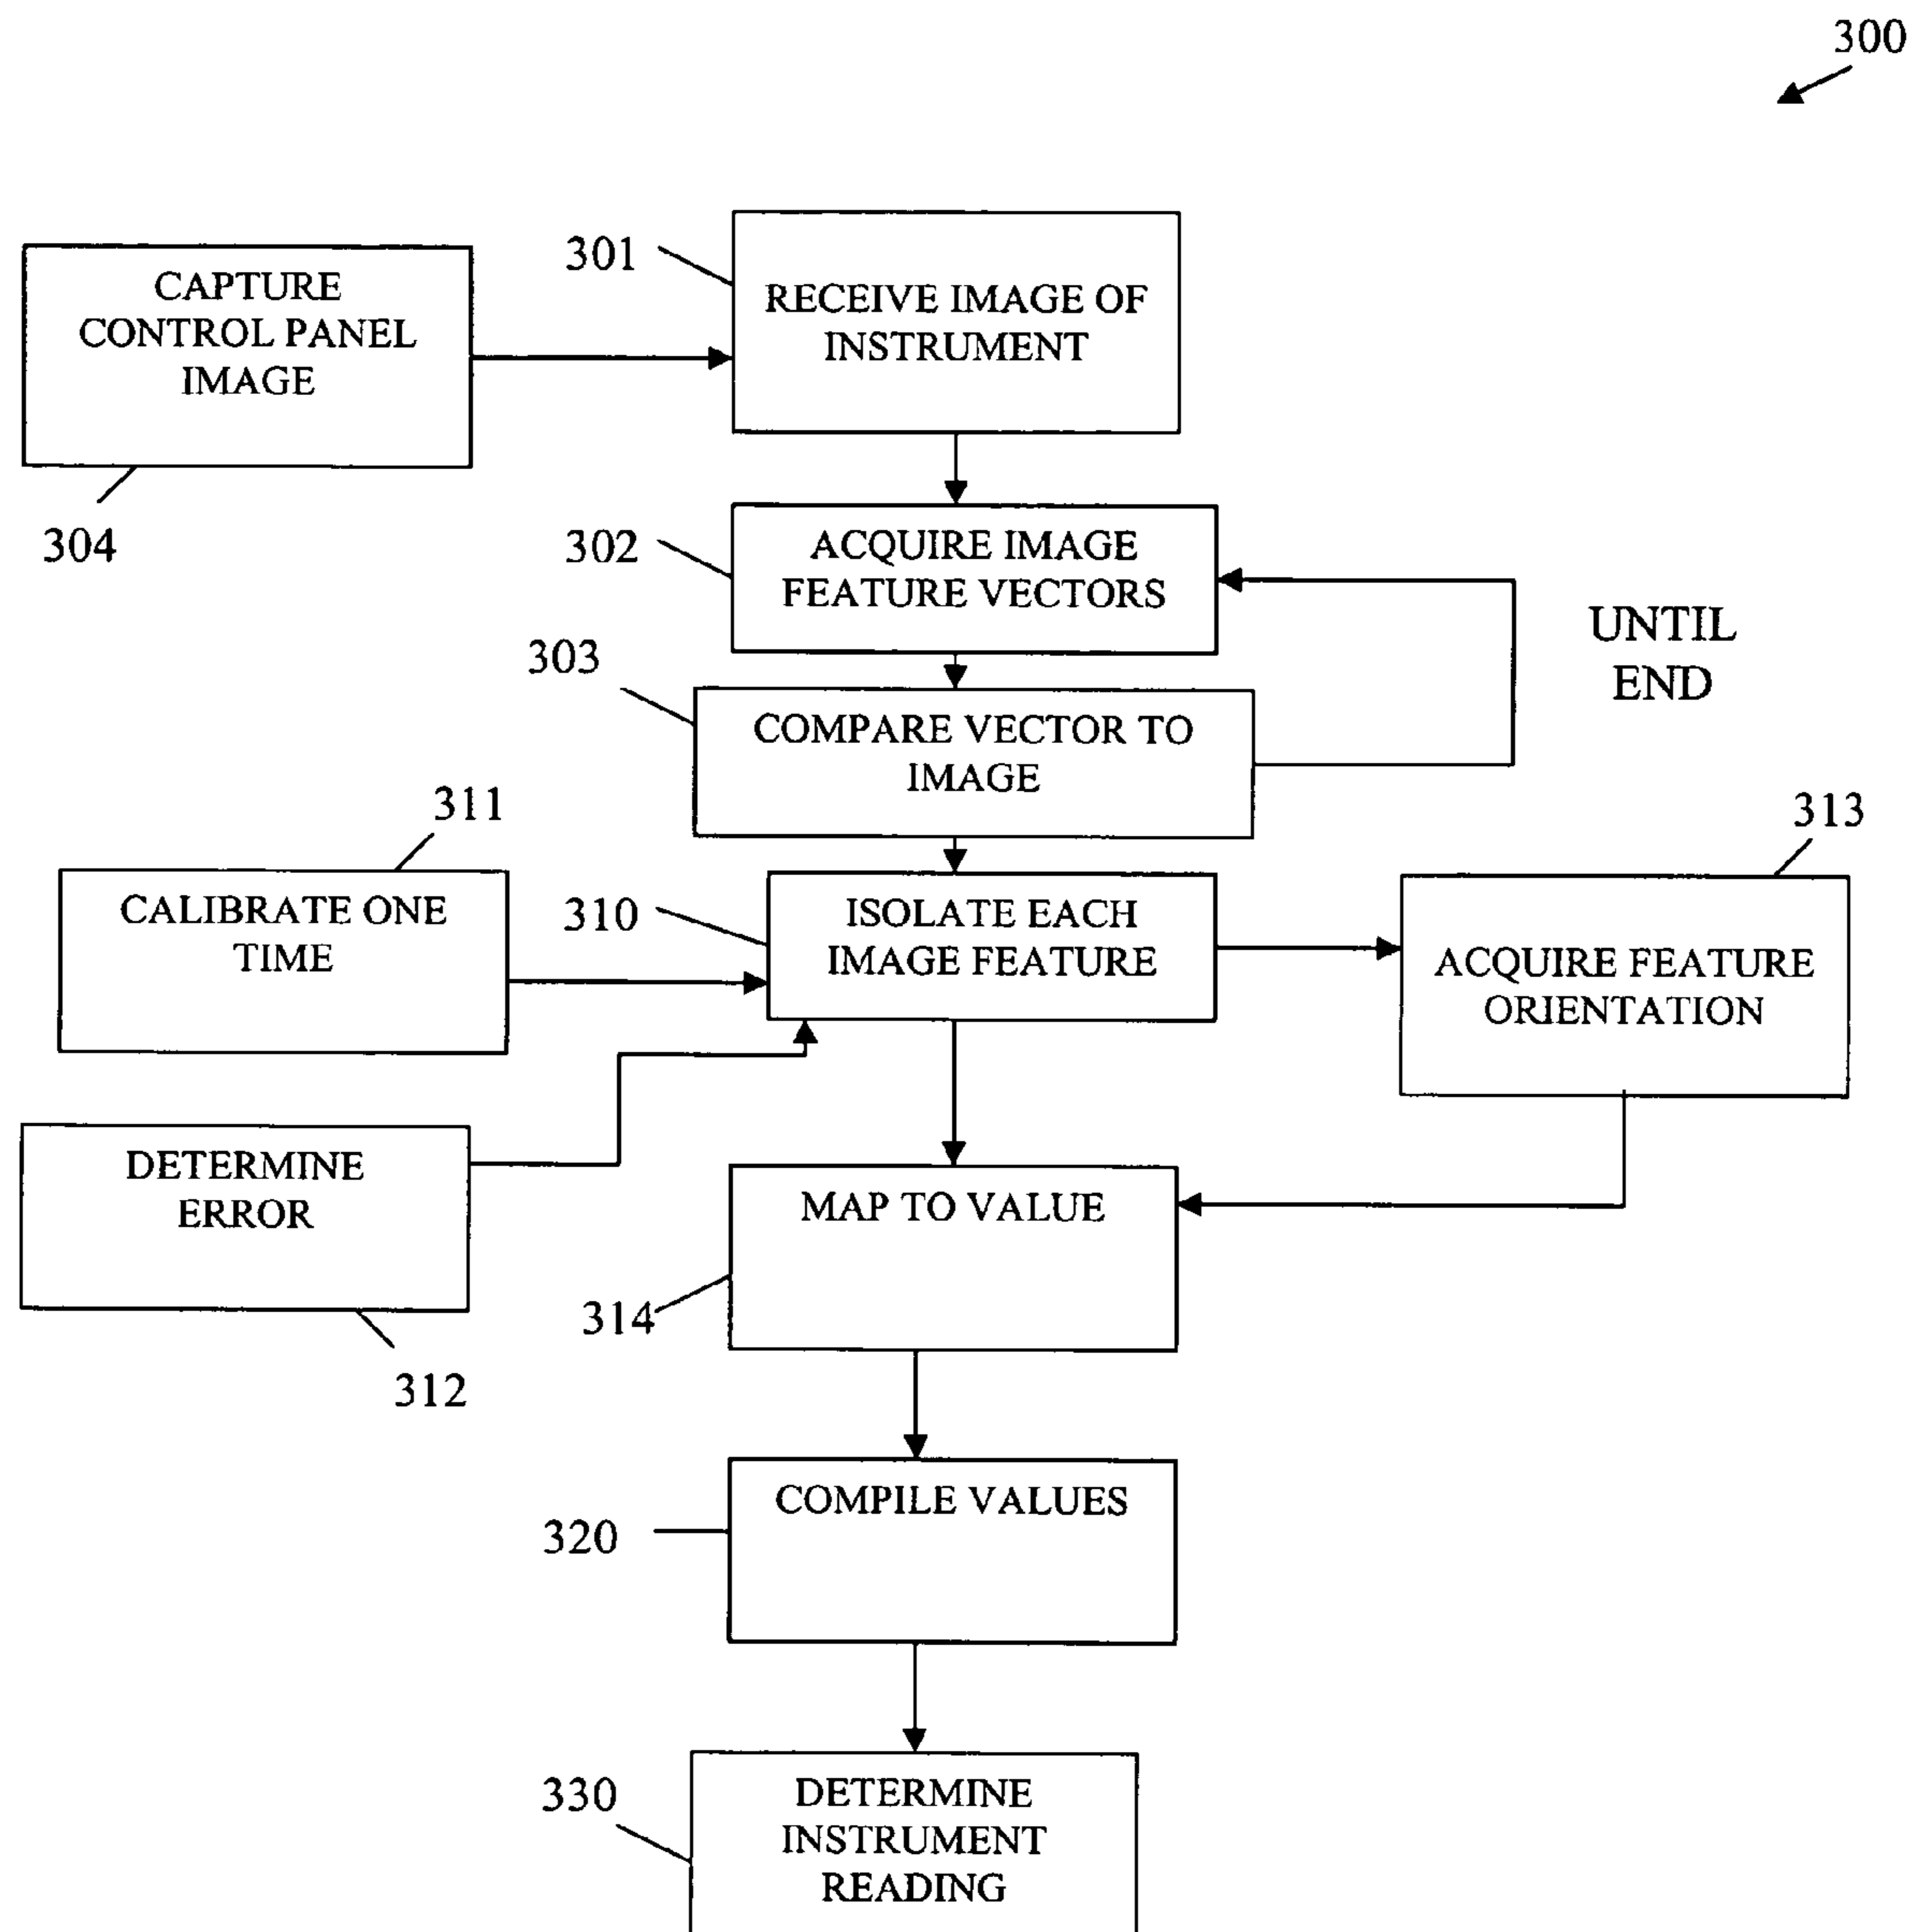 300
301
CAPTURE
CONTROL PANEL
IMAGE
RECEIVE IMAGE OF
INSTRUMENT
304
302
ACQUIRE IMAGE
FEATURE VECTORS
UNTIL
END
303
COMPARE VECTOR TO
IMAGE
311
313
CALIBRATE ONE
TIME
310
ISOLATE EACH
IMAGE FEATURE
ACQUIRE FEATURE
ORIENTATION
DETERMINE
ERROR
MAP TO VALUE
314
312
COMPILE VALUES
320
330
DETERMINE
INSTRUMENT
READING